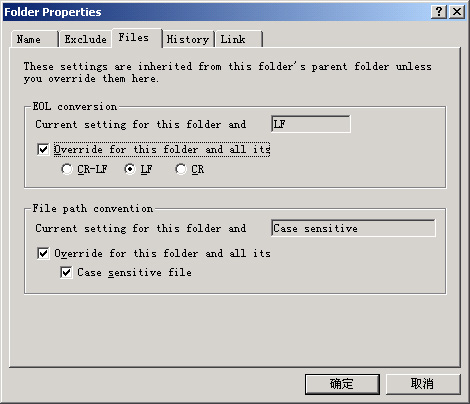 Folder Properties
Name Exclude Files History Link
These settings are inherited from this folder's parent folder unless
you override them here.
EOL conversion
Current setting for this folder and LF
Override for this folder and all its
CR-LF LF CR
File path convention
Current setting for this folder and Case sensitive
Override for this folder and all its
Case sensitive file
确定 取消